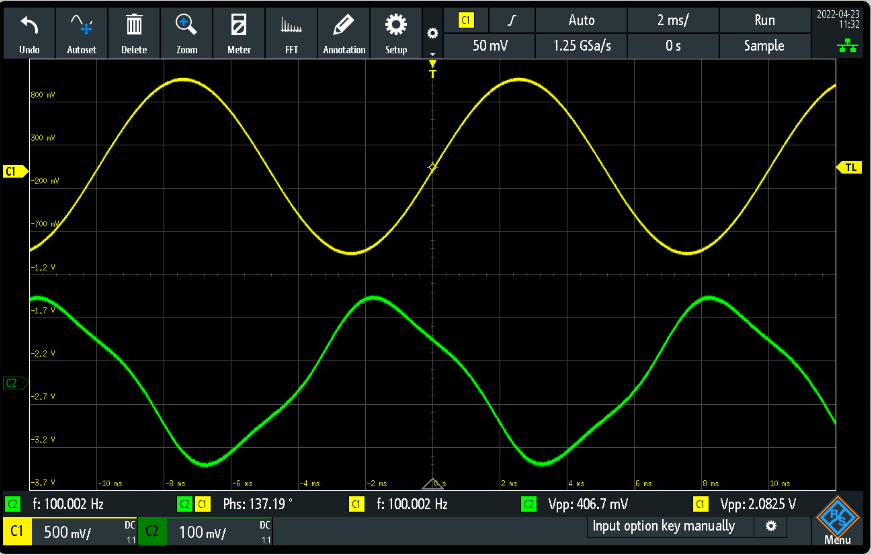 C1 Auto 2 ms/ Run 2022-04-23
11:32
Undo Autoset Delete Zoom Meter FFT Annotation Setup 50 mV 1.25 GSa/s 0 s Sample
T
800 mV
300 mV
C1 TL
-200 mV
-700 mV
-1.2 V
-1.7 V
-2.2 V
C2
-2.7 V
-3.2 V
-3.7 V -10 ms -8 ms -6 ms -4 ms -2 ms 0 s 2 ms 4 ms 6 ms 8 ms 10 ms
C2 f: 100.002 Hz C2 C1 Phs: 137.19 ° C1 f: 100.002 Hz C2 Vpp: 406.7 mV C1 Vpp: 2.0825 V
C1 500 mV/ DC 1:1 C2 100 mV/ DC 1:1 Input option key manually R&S
Menu